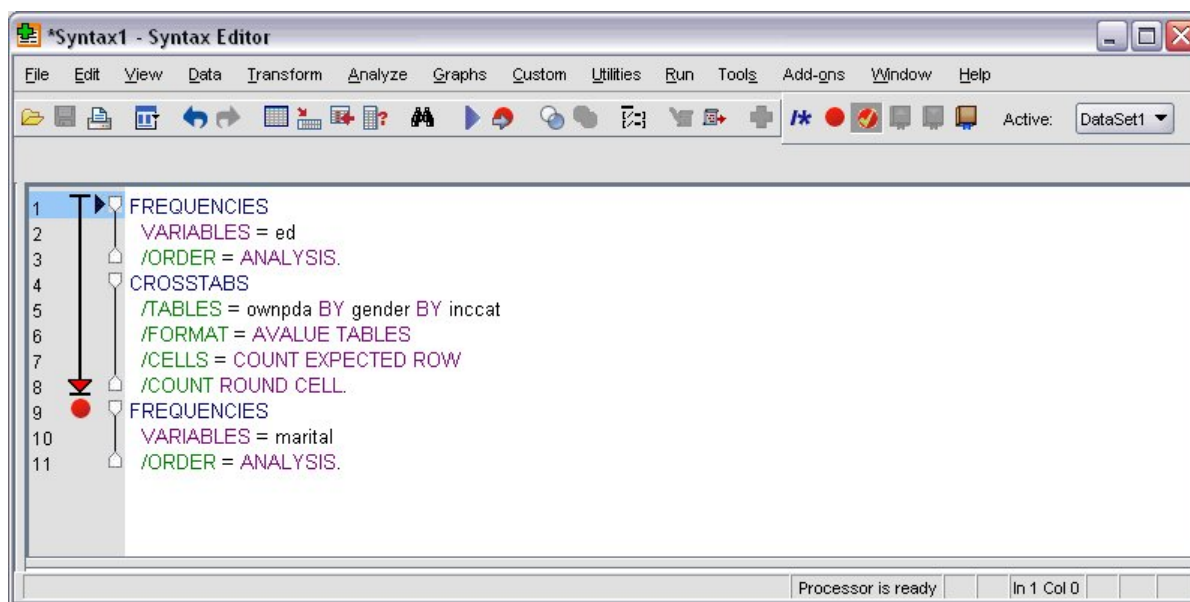 *Syntax1 - Syntax Editor
File Edit View Data Transform Analyze Graphs Custom Utilities Run Tools Add-ons Window Help
Active: DataSet1
1 FREQUENCIES
2 VARIABLES = ed
3 /ORDER = ANALYSIS.
4 CROSSTABS
5 /TABLES = ownpda BY gender BY inccat
6 /FORMAT = AVALUE TABLES
7 /CELLS = COUNT EXPECTED ROW
8 /COUNT ROUND CELL.
9 FREQUENCIES
10 VARIABLES = marital
11 /ORDER = ANALYSIS.
Processor is ready In 1 Col 0